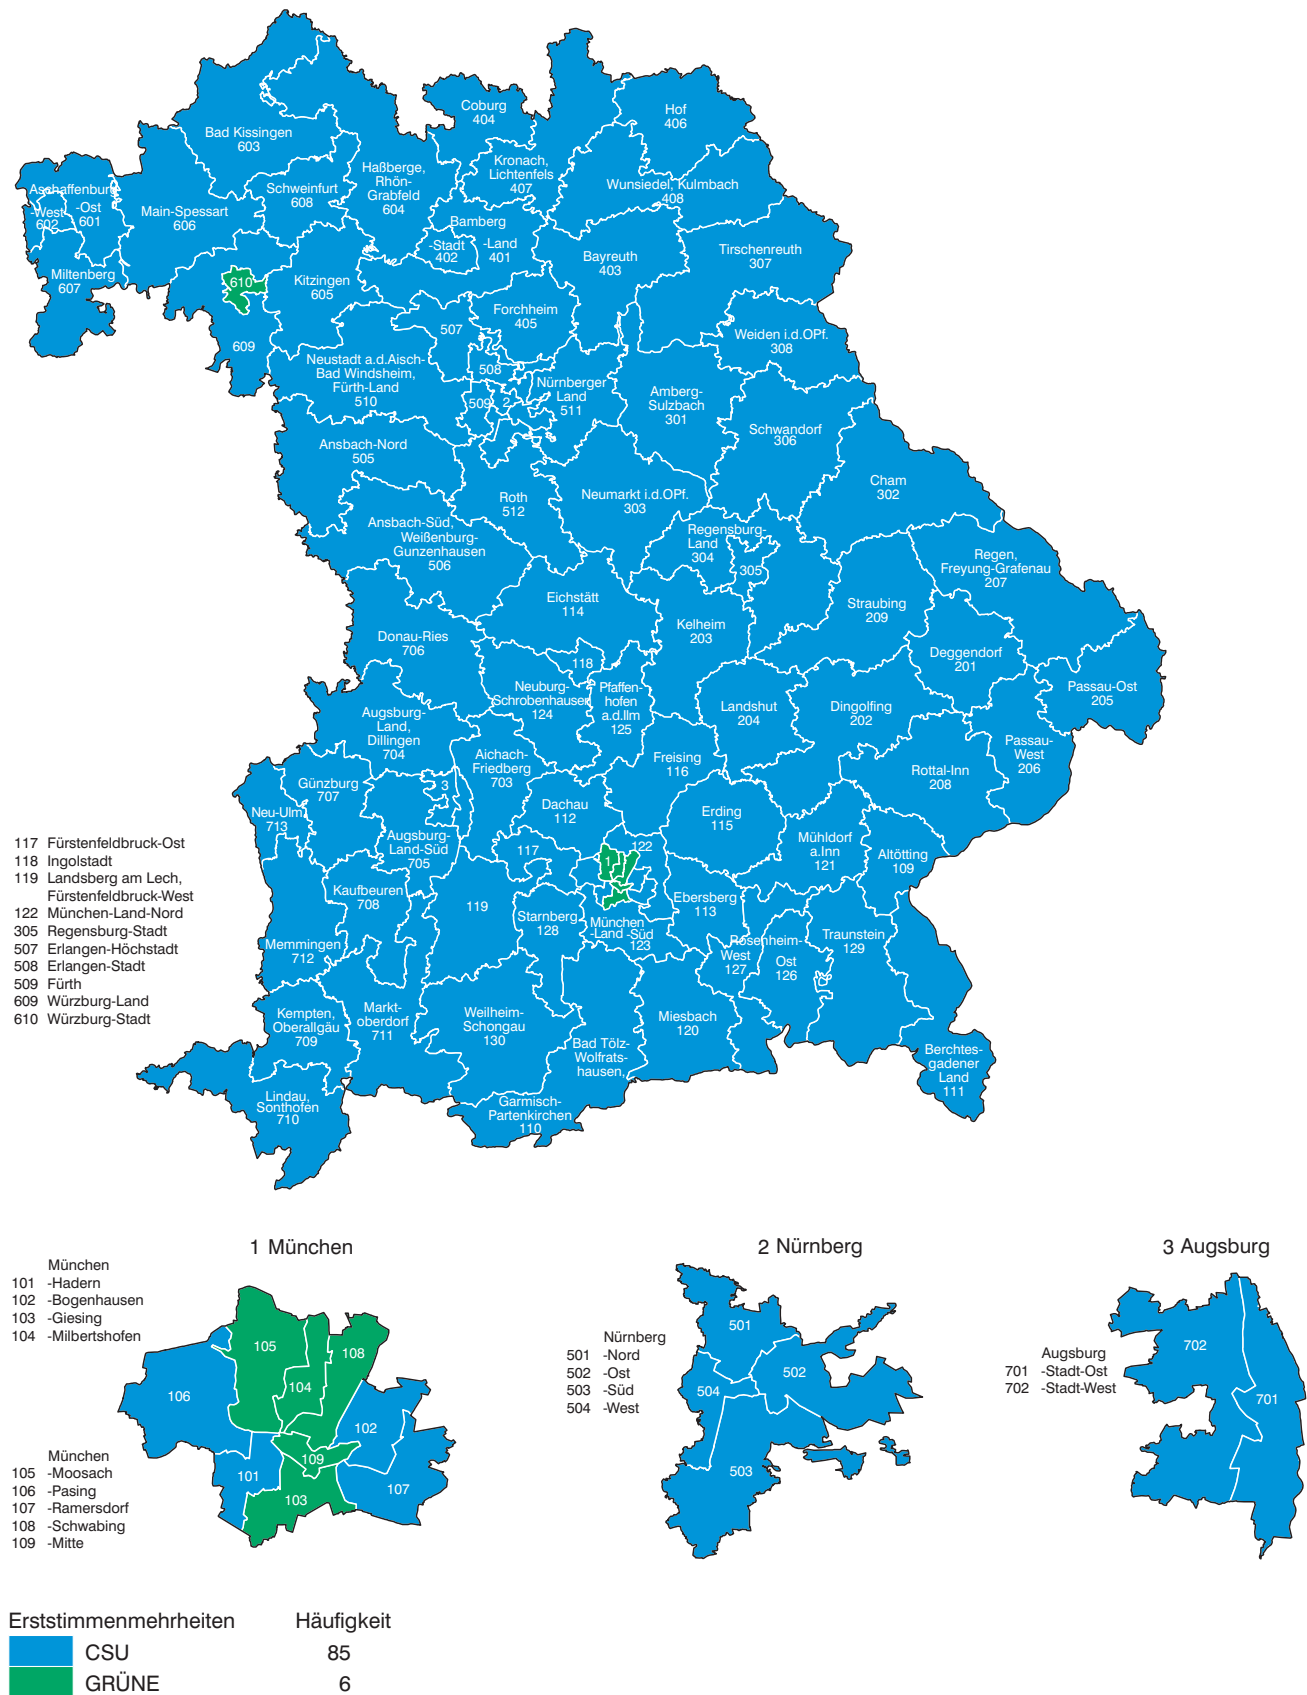 Coburg
404
Hof
406
Bad Kissingen
603
Kronach,
Lichtenfels
407
Haßberge,
Rhön-
Grabfeld
604
Wunsiedel, Kulmbach
408
Aschaffenburg
-West
602
-Ost
601
Schweinfurt
608
Main-Spessart
606
Bamberg
-Stadt
402
-Land
401
Bayreuth
403
Tirschenreuth
307
Miltenberg
607
610
Kitzingen
605
Forchheim
405
507
609
Weiden i.d.OPf.
308
Neustadt a.d.Aisch-
Bad Windsheim,
Fürth-Land
510
508
509
2
Nürnberger
Land
511
Amberg-
Sulzbach
301
Schwandorf
306
Ansbach-Nord
505
Cham
302
Roth
512
Neumarkt i.d.OPf.
303
Ansbach-Süd,
Weißenburg-
Gunzenhausen
506
Regensburg-
Land
304
305
Regen,
Freyung-Grafenau
207
Eichstätt
114
Straubing
209
Kelheim
203
Donau-Ries
706
Deggendorf
201
118
Neuburg-
Schrobenhausen
124
Pfaffen-
hofen
a.d.Ilm
125
Passau-Ost
205
Landshut
204
Dingolfing
202
Augsburg-
Land,
Dillingen
704
Passau-
West
206
Aichach-
Friedberg
703
Freising
116
Rottal-Inn
208
Günzburg
707
3
Neu-Ulm
713
Dachau
112
Erding
115
Augsburg-
Land-Süd
705
117
122
1
Mühldorf
a.Inn
121
Altötting
109
Kaufbeuren
708
119
Starnberg
128
Ebersberg
113
München
-Land -Süd
123
Memmingen
712
Rosenheim-
West
127
Ost
126
Traunstein
129
Kempten,
Oberallgäu
709
Markt-
oberdorf
711
Weilheim-
Schongau
130
Miesbach
120
Bad Tölz-
Wolfrats-
hausen,
Garmisch-
Partenkirchen
110
Berchtes-
gadener
Land
111
Lindau,
Sonthofen
710
117 Fürstenfeldbruck-Ost
118 Ingolstadt
119 Landsberg am Lech,
Fürstenfeldbruck-West
122 München-Land-Nord
305 Regensburg-Stadt
507 Erlangen-Höchstadt
508 Erlangen-Stadt
509 Fürth
609 Würzburg-Land
610 Würzburg-Stadt
1 München
München
101 -Hadern
102 -Bogenhausen
103 -Giesing
104 -Milbertshofen
München
105 -Moosach
106 -Pasing
107 -Ramersdorf
108 -Schwabing
109 -Mitte
105
108
104
106
102
109
101
107
103
2 Nürnberg
Nürnberg
501 -Nord
502 -Ost
503 -Süd
504 -West
501
502
504
503
3 Augsburg
Augsburg
701 -Stadt-Ost
702 -Stadt-West
702
701
Erststimmenmehrheiten Häufigkeit
CSU 85
GRÜNE 6